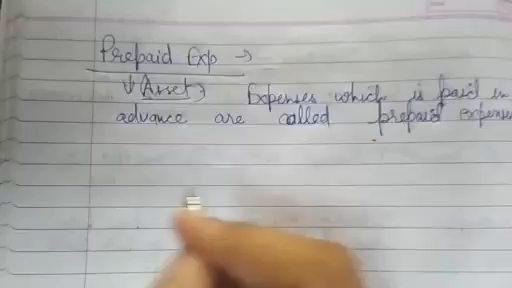 Prepaid Exp →
↓ (Asset) Expenses which is paid in
advance are called prepaid expenses